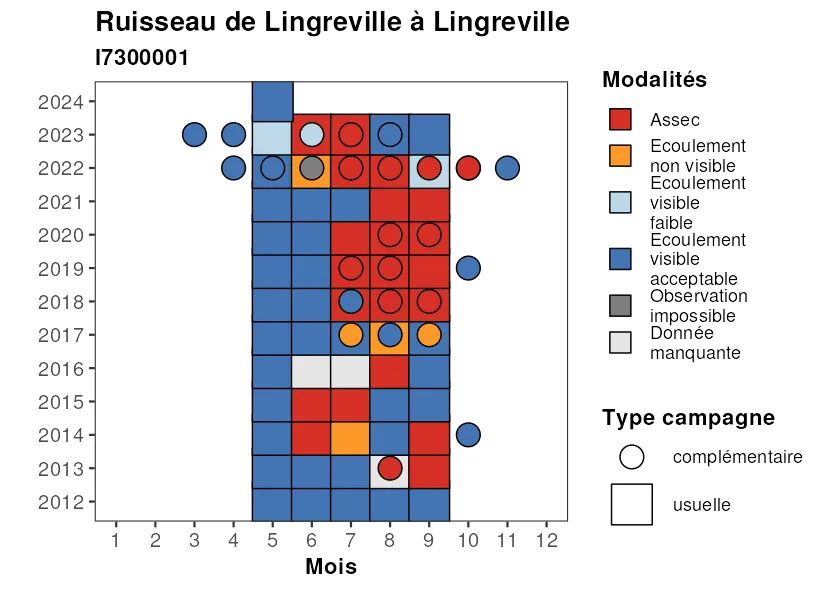 Ruisseau de Lingreville à Lingreville
I7300001
2024
2023
2022
2021
2020
2019
2018
2017
2016
2015
2014
2013
2012
1 2 3 4 5 6 7 8 9 10 11 12
Mois
Modalités
Assec
Ecoulement
non visible
Ecoulement
visible
faible
Ecoulement
visible
acceptable
Observation
impossible
Donnée
manquante
Type campagne
complémentaire
usuelle